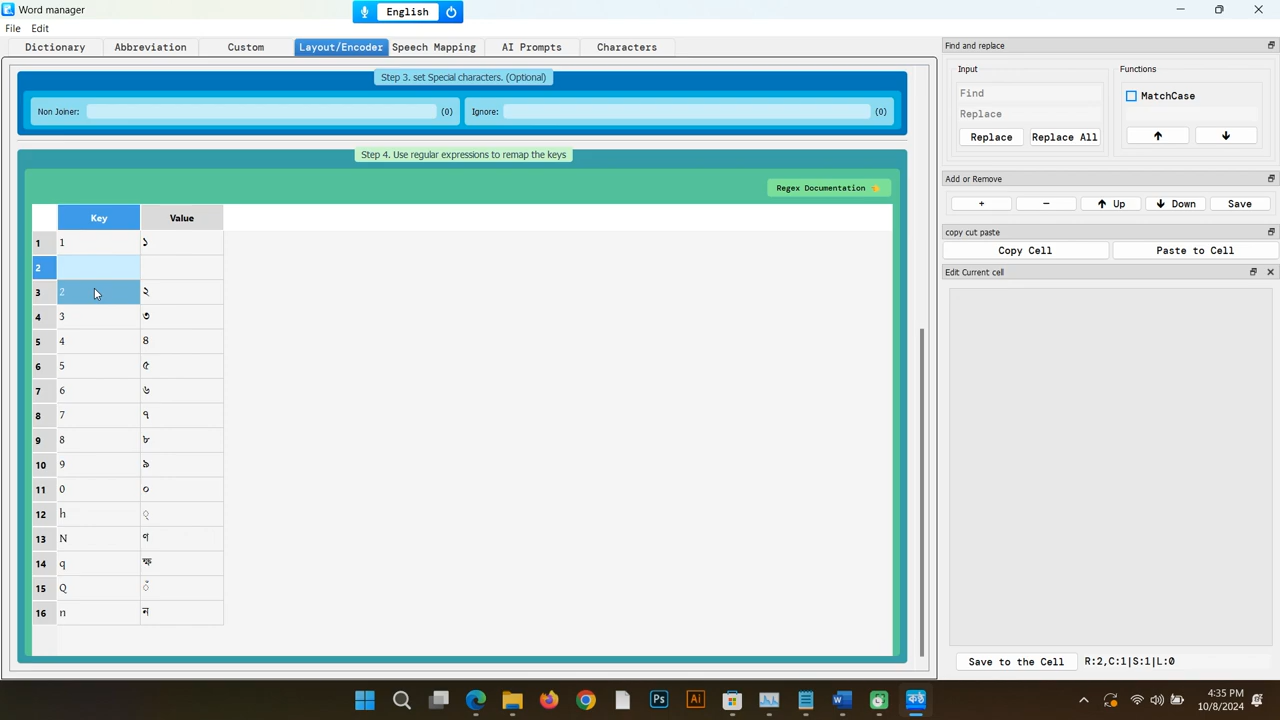 Word manager
English
File Edit
Dictionary Abbreviation Custom Layout/Encoder Speech Mapping AI Prompts Characters
Step 3. set Special characters. (Optional)
Non Joiner: (0) Ignore: (0)
Step 4. Use regular expressions to remap the keys
Regex Documentation 👈
Key Value
1 1 ১
2
3 2 ২
4 3 ৩
5 4 ৪
6 5 ৫
7 6 ৬
8 7 ৭
9 8 ৮
10 9 ৯
11 0 ০
12 h ্
13 N ণ
14 q ক্ষ
15 Q ঁ
16 n ন
Find and replace
Input Functions
Find MatchCase
Replace
Replace Replace All ↑ ↓
Add or Remove
+ − ↑ Up ↓ Down Save
copy cut paste
Copy Cell Paste to Cell
Edit Current cell
Save to the Cell R:2,C:1|S:1|L:0
Ps Ai কই
4:35 PM
10/8/2024